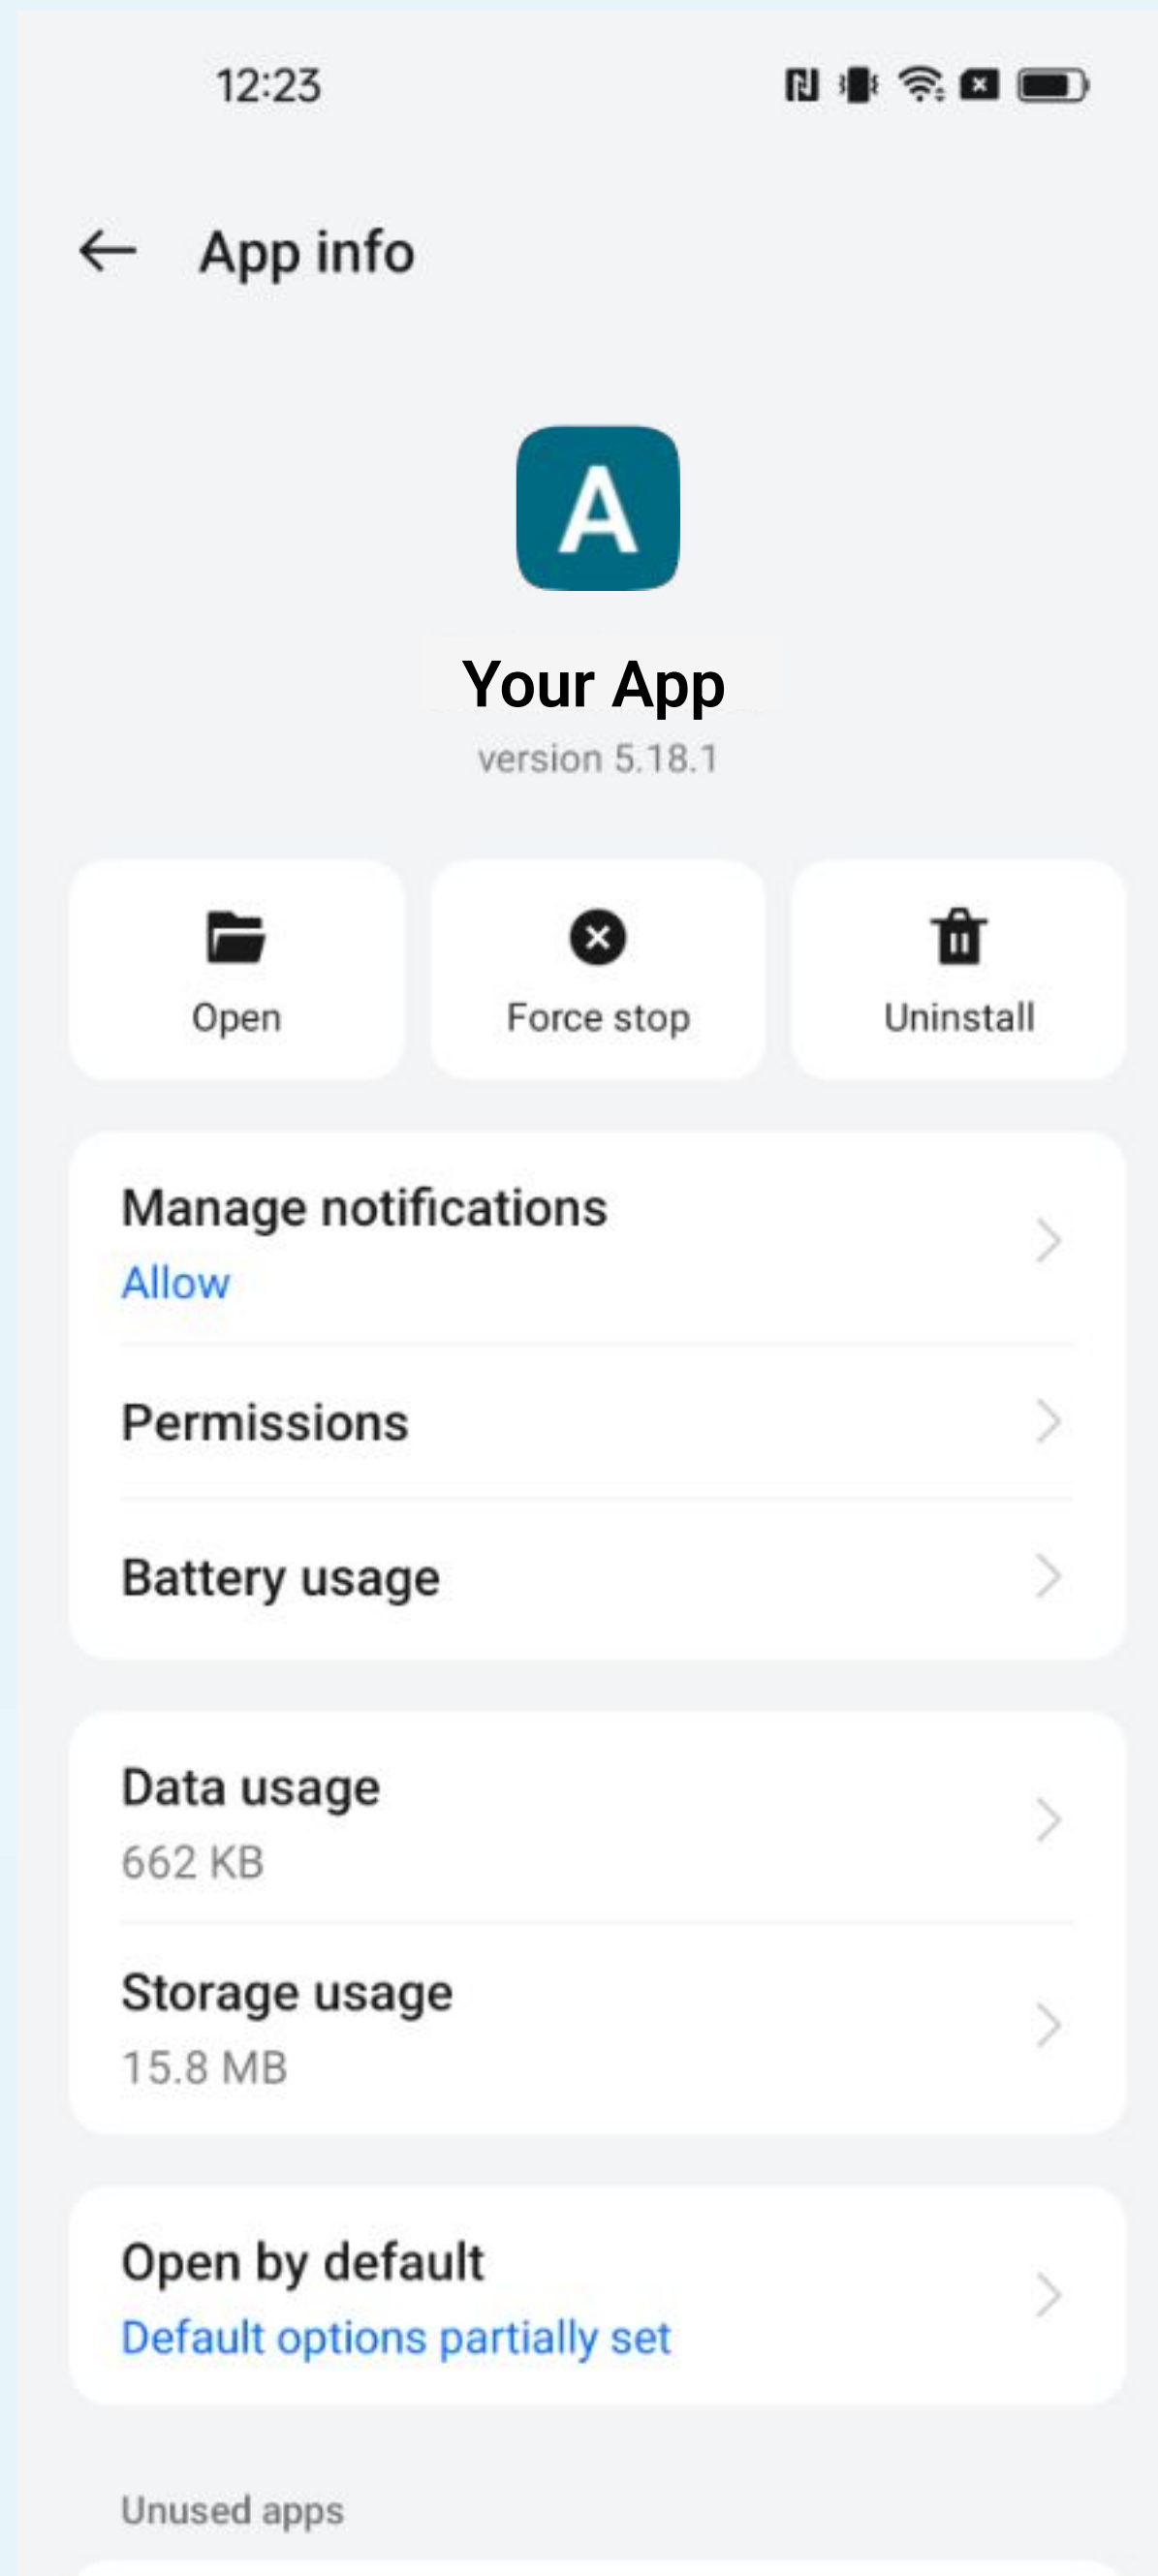 12:23
App info
A
Your App
version 5.18.1
Open
Force stop
Uninstall
Manage notifications
Allow
Permissions
Battery usage
Data usage
662 KB
Storage usage
15.8 MB
Open by default
Default options partially set
Unused apps